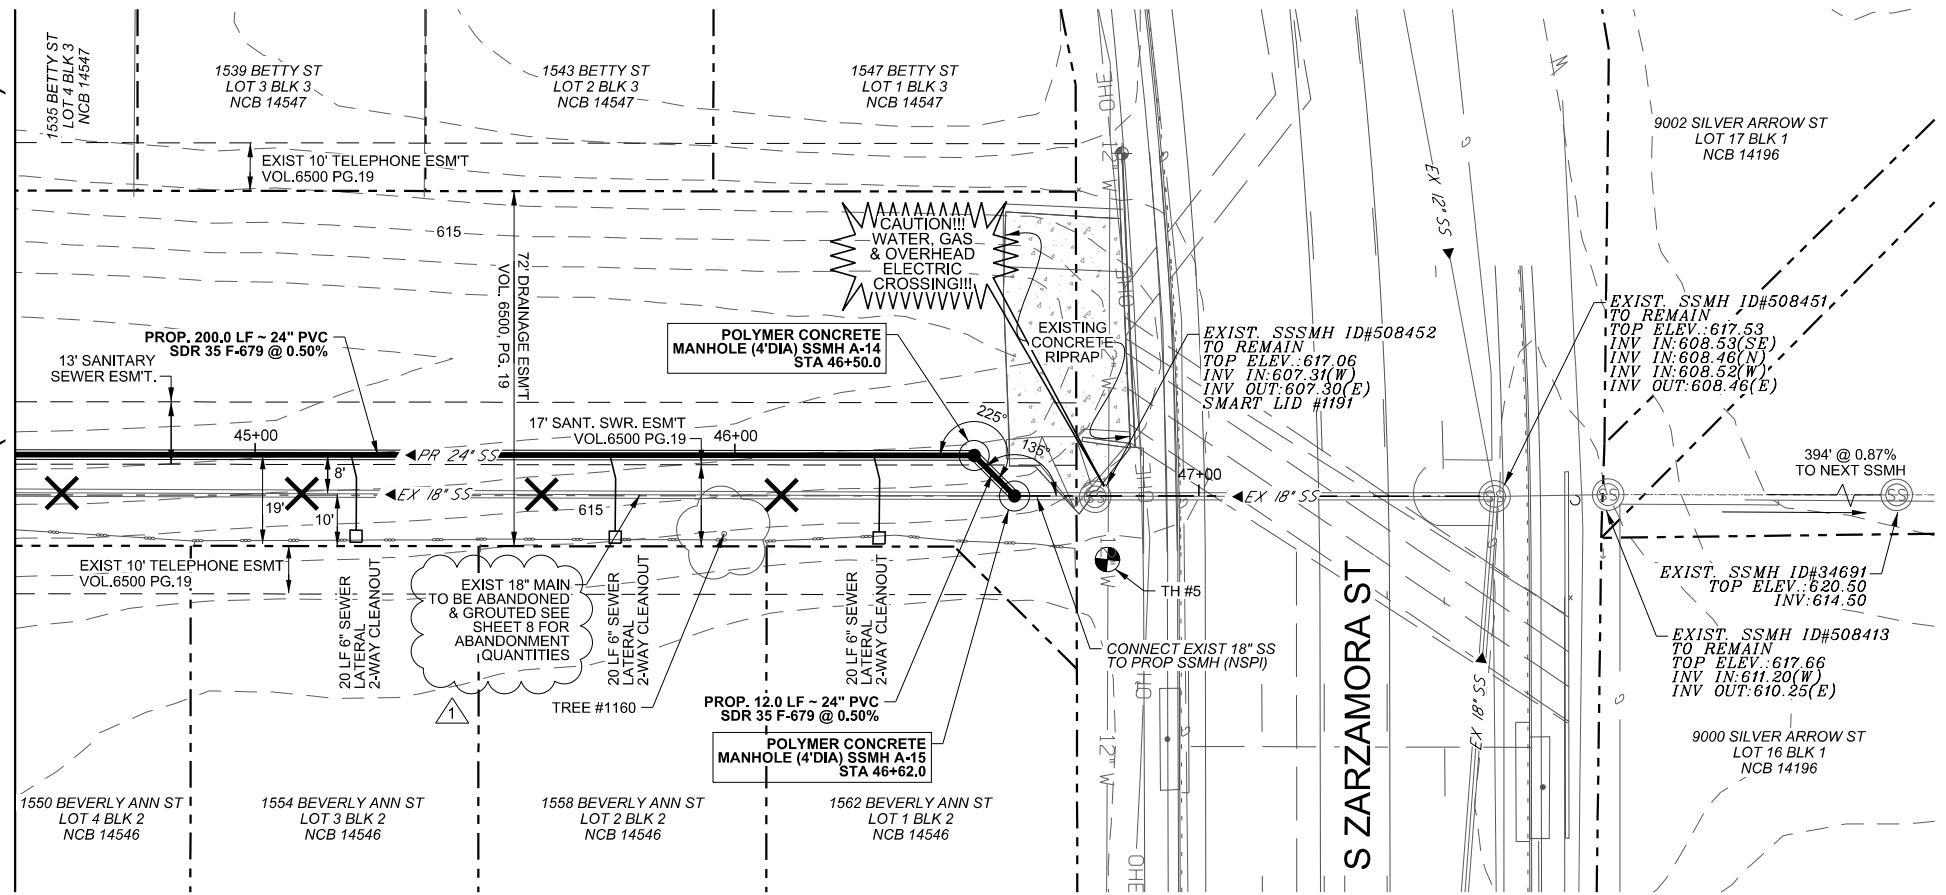 1535 BETTY ST
LOT 4 BLK 3
NCB 14547
1539 BETTY ST
LOT 3 BLK 3
NCB 14547
1543 BETTY ST
LOT 2 BLK 3
NCB 14547
1547 BETTY ST
LOT 1 BLK 3
NCB 14547
9002 SILVER ARROW ST
LOT 17 BLK 1
NCB 14196
EXIST 10' TELEPHONE ESM'T
VOL.6500 PG.19
615
72' DRAINAGE ESM'T
VOL. 6500, PG. 19
CAUTION!!!
WATER, GAS
& OVERHEAD
ELECTRIC
CROSSING!!!
OHE
12" W
G
W
EX 12" SS
G
OHE
PROP. 200.0 LF ~ 24" PVC
SDR 35 F-679 @ 0.50%
13' SANITARY
SEWER ESM'T.
POLYMER CONCRETE
MANHOLE (4'DIA) SSMH A-14
STA 46+50.0
EXISTING
CONCRETE
RIPRAP
12" W
EXIST. SSSMH ID#508452
TO REMAIN
TOP ELEV.:617.06
INV IN:607.31(W)
INV OUT:607.30(E)
SMART LID #1191
EXIST. SSMH ID#508451
TO REMAIN
TOP ELEV.:617.53
INV IN:608.53(SE)
INV IN:608.46(N)
INV IN:608.52(W)
INV OUT:608.46(E)
17' SANT. SWR. ESM'T
VOL.6500 PG.19
45+00
46+00
225°
135°
47+00
PR 24" SS
8'
EX 18" SS
19'
10'
615
SS
OHE
EX 18" SS
SS
SS
394' @ 0.87%
TO NEXT SSMH
SS
EXIST 10' TELEPHONE ESMT
VOL.6500 PG.19
20 LF 6" SEWER
LATERAL
2-WAY CLEANOUT
EXIST 18" MAIN
TO BE ABANDONED
& GROUTED SEE
SHEET 8 FOR
ABANDONMENT
QUANTITIES
1
20 LF 6" SEWER
LATERAL
2-WAY CLEANOUT
TREE #1160
20 LF 6" SEWER
LATERAL
2-WAY CLEANOUT
TH #5
CONNECT EXIST 18" SS
TO PROP SSMH (NSPI)
PROP. 12.0 LF ~ 24" PVC
SDR 35 F-679 @ 0.50%
POLYMER CONCRETE
MANHOLE (4'DIA) SSMH A-15
STA 46+62.0
OHE
12" W
G
OHE
S ZARZAMORA ST
EX 18" SS
G
EXIST. SSMH ID#34691
TOP ELEV.:620.50
INV:614.50
EXIST. SSMH ID#508413
TO REMAIN
TOP ELEV.:617.66
INV IN:611.20(W)
INV OUT:610.25(E)
9000 SILVER ARROW ST
LOT 16 BLK 1
NCB 14196
1550 BEVERLY ANN ST
LOT 4 BLK 2
NCB 14546
1554 BEVERLY ANN ST
LOT 3 BLK 2
NCB 14546
1558 BEVERLY ANN ST
LOT 2 BLK 2
NCB 14546
1562 BEVERLY ANN ST
LOT 1 BLK 2
NCB 14546